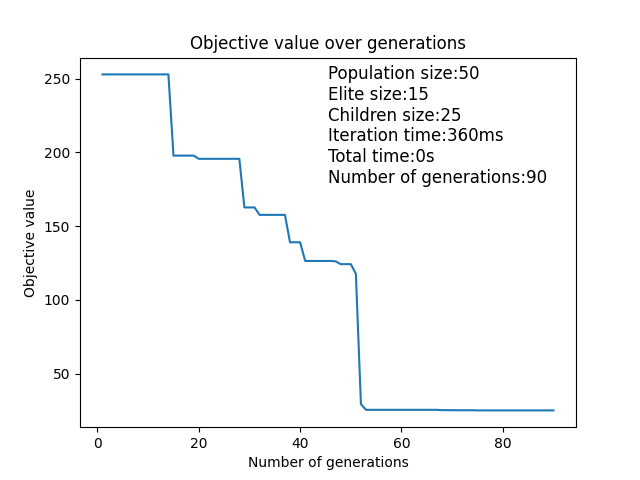 Objective value over generations
Population size:50
Elite size:15
Children size:25
Iteration time:360ms
Total time:0s
Number of generations:90
250
200
150
100
50
Objective value
0 20 40 60 80
Number of generations